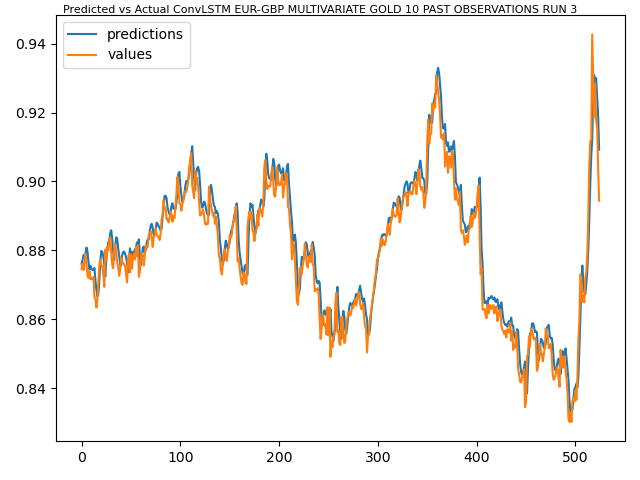 Predicted vs Actual ConvLSTM EUR-GBP MULTIVARIATE GOLD 10 PAST OBSERVATIONS RUN 3
predictions
values
0.94
0.92
0.90
0.88
0.86
0.84
0 100 200 300 400 500